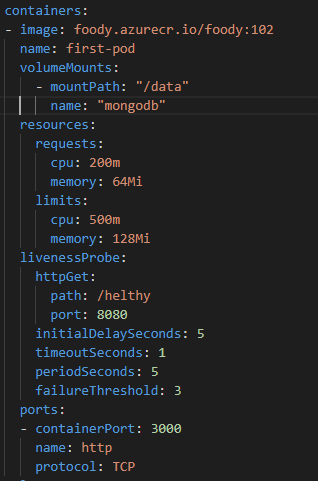 containers:
- image: foody.azurecr.io/foody:102
  name: first-pod
  volumeMounts:
    - mountPath: "/data"
      name: "mongodb"
  resources:
    requests:
      cpu: 200m
      memory: 64Mi
    limits:
      cpu: 500m
      memory: 128Mi
  livenessProbe:
    httpGet:
      path: /helthy
      port: 8080
    initialDelaySeconds: 5
    timeoutSeconds: 1
    periodSeconds: 5
    failureThreshold: 3
  ports:
  - containerPort: 3000
    name: http
    protocol: TCP